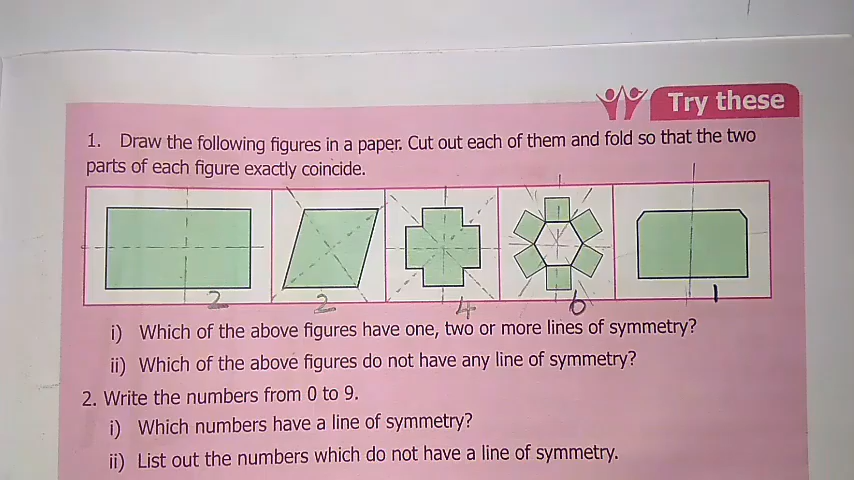 Try these
1. Draw the following figures in a paper. Cut out each of them and fold so that the two
parts of each figure exactly coincide.
2 2 4 6 1
i) Which of the above figures have one, two or more lines of symmetry?
ii) Which of the above figures do not have any line of symmetry?
2. Write the numbers from 0 to 9.
i) Which numbers have a line of symmetry?
ii) List out the numbers which do not have a line of symmetry.